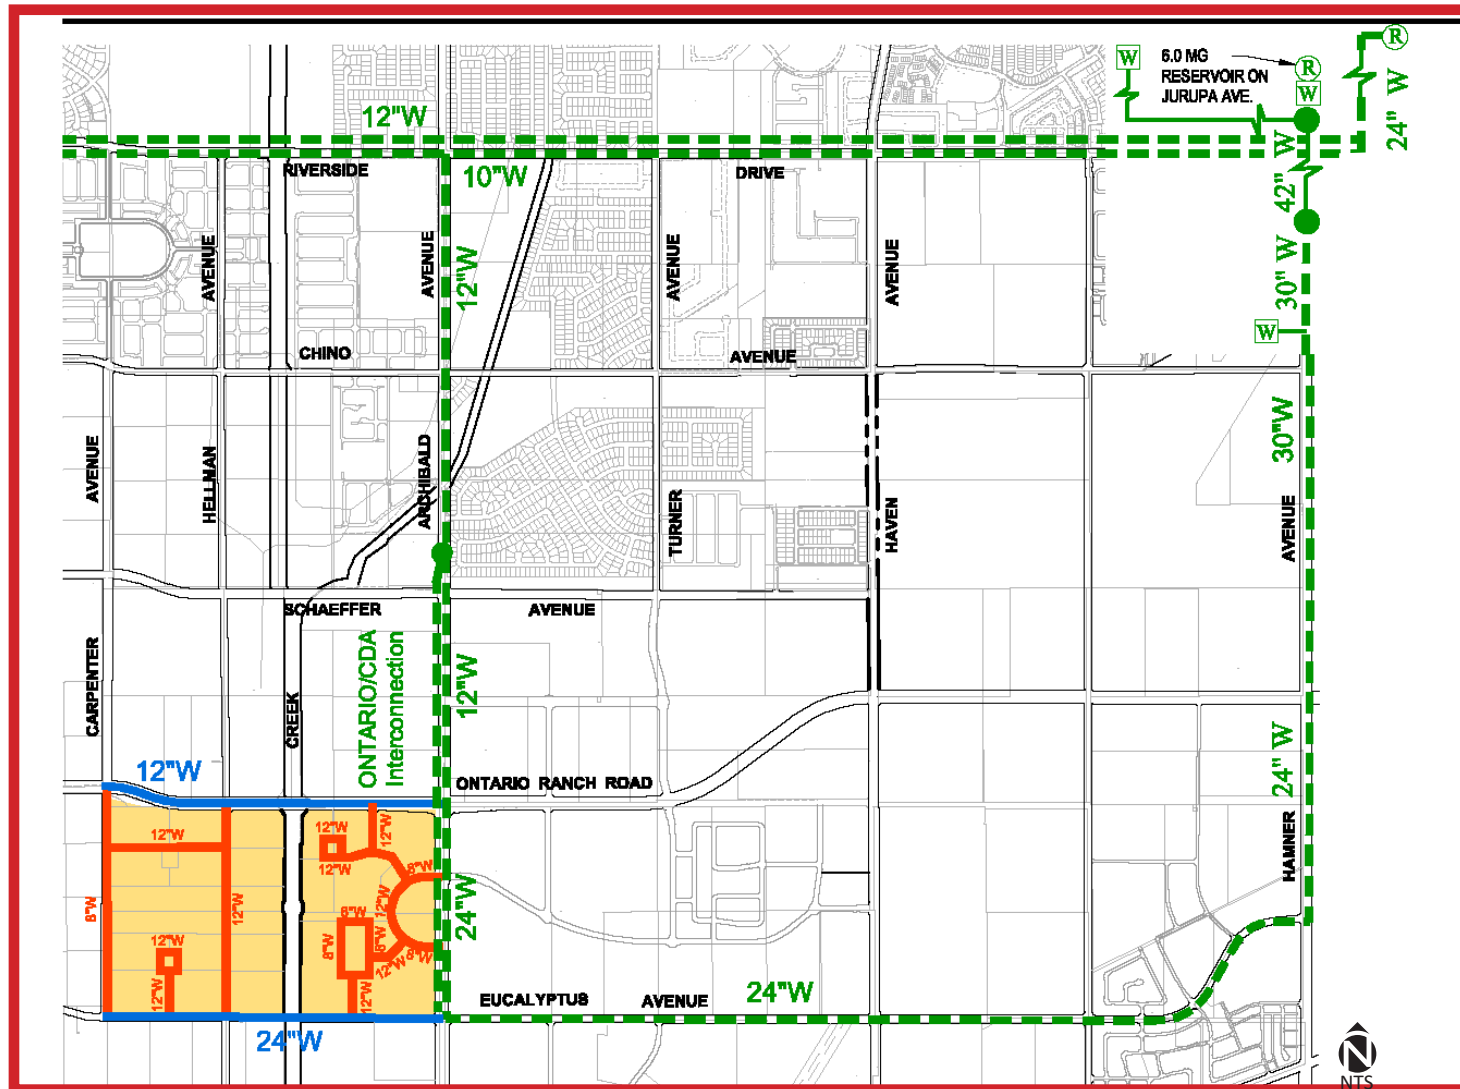 R
W
6.0 MG
RESERVOIR ON
JURUPA AVE.
R
W
24" W
12"W
RIVERSIDE
10"W
DRIVE
42" W
AVENUE
AVENUE
12"W
AVENUE
AVENUE
30" W
W
CHINO
AVENUE
AVENUE
HELLMAN
ARCHIBALD
TURNER
HAVEN
30"W
AVENUE
SCHAEFFER
AVENUE
CARPENTER
CREEK
ONTARIO/CDA
Interconnection
12"W
12"W
ONTARIO RANCH ROAD
24" W
HAMNER
12"W
12"W
12"W
12"W
8"W
8"W
12"W
12"W
24"W
8"W
12"W
8"W
8"W
12"W
8"W
12"W
12"W
EUCALYPTUS
AVENUE
24"W
24"W
N
NTS